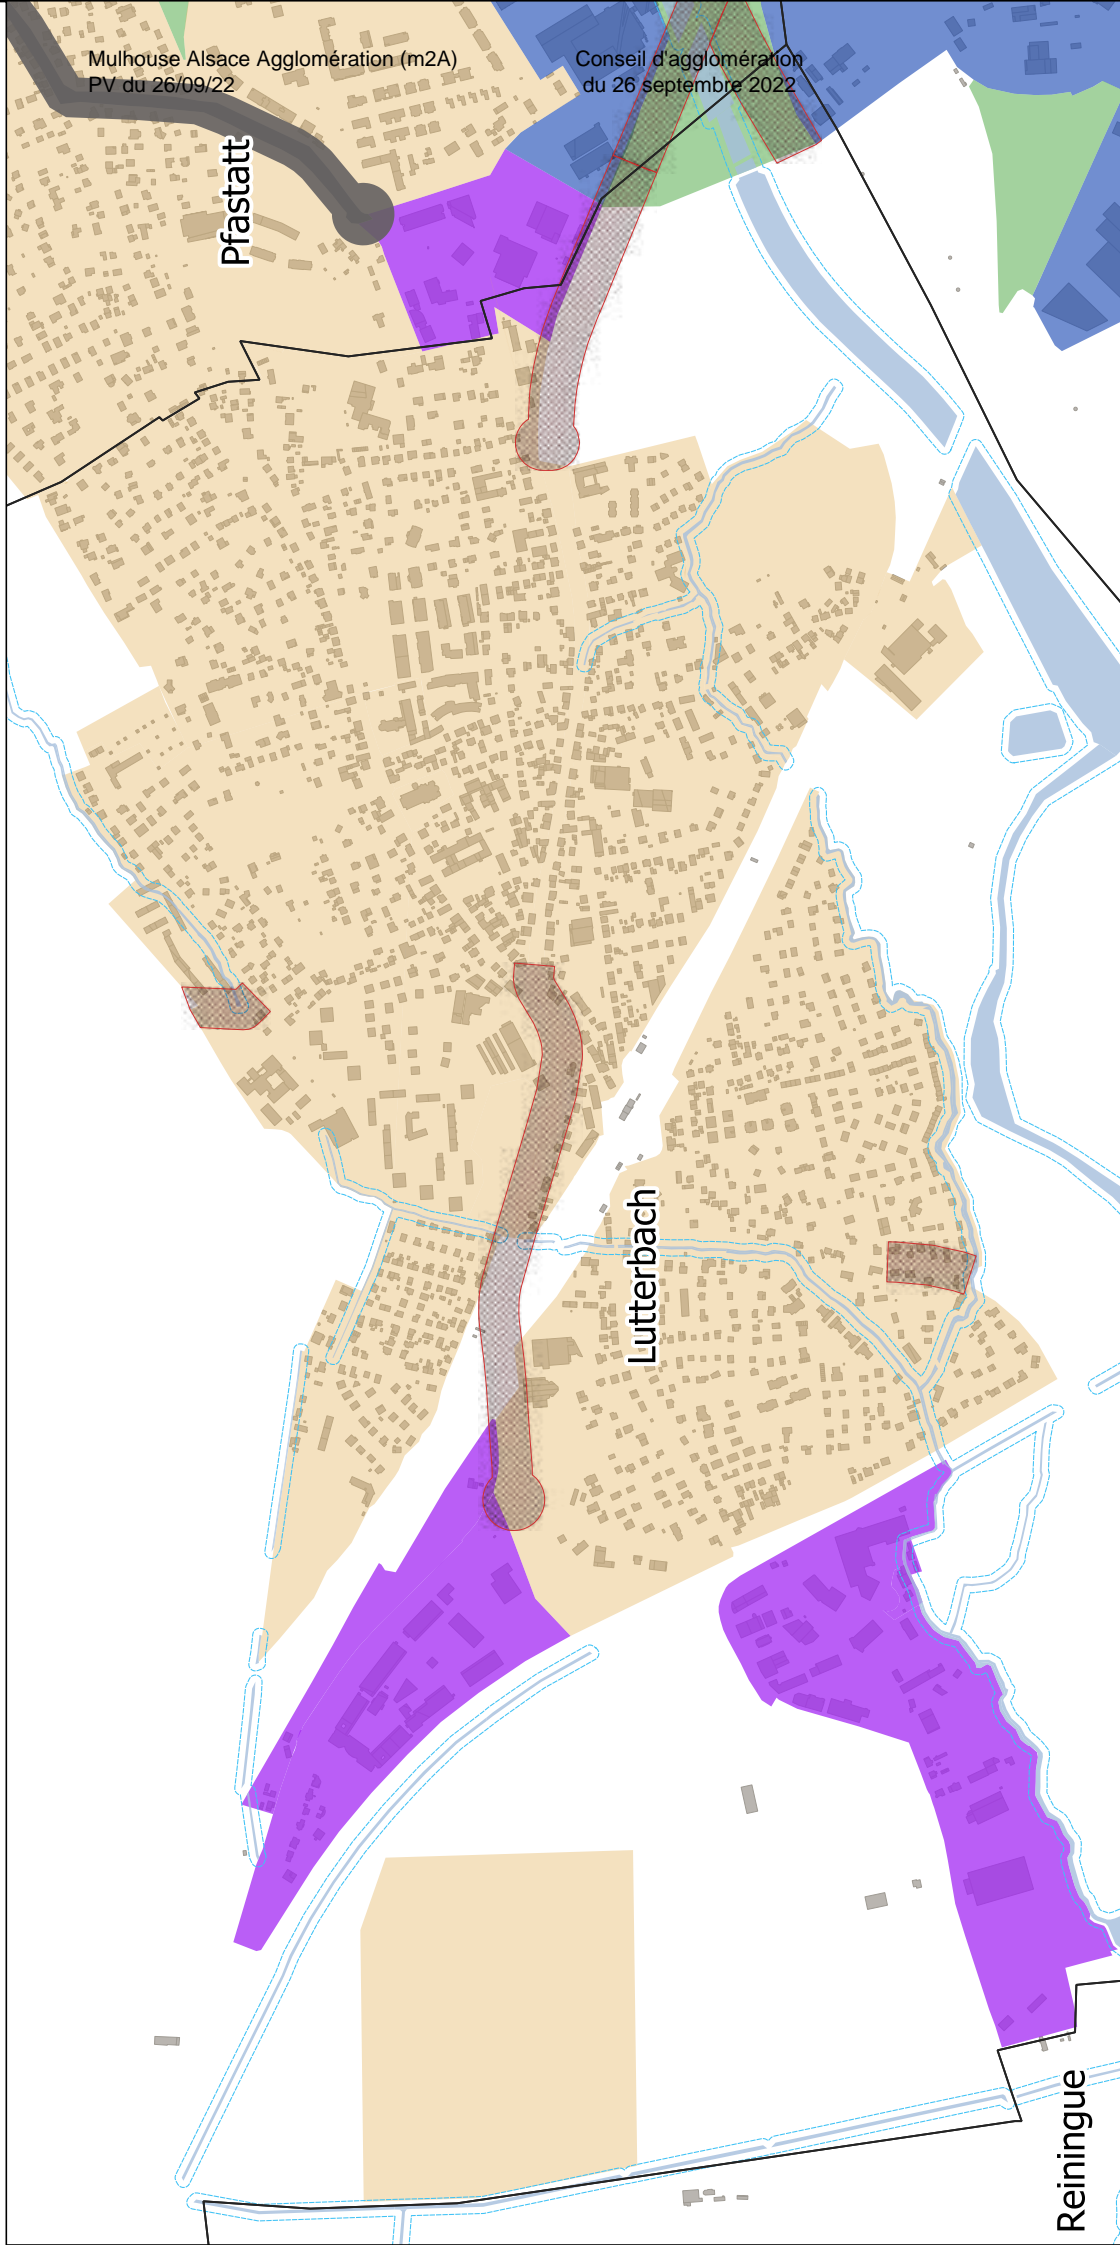 Mulhouse Alsace Agglomération (m2A)
PV du 26/09/22
Conseil d'agglomération
du 26 septembre 2022
Pfastatt
Lutterbach
Reiningue